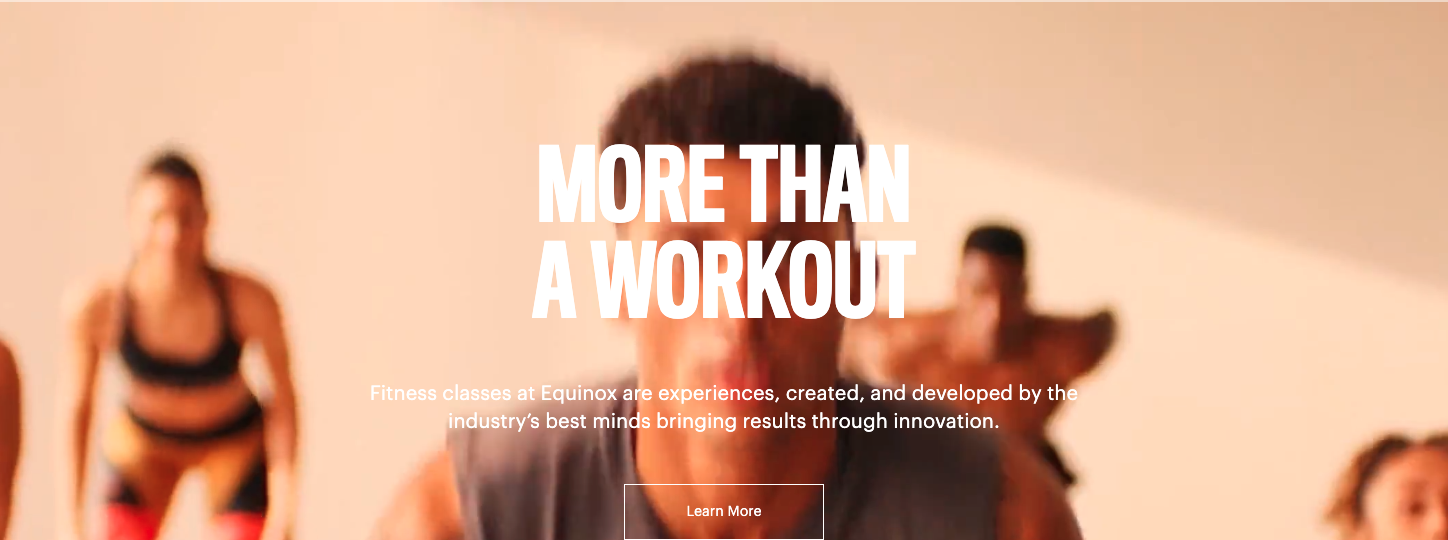 MORE THAN
A WORKOUT
Fitness classes at Equinox are experiences, created, and developed by the
industry’s best minds bringing results through innovation.
Learn More